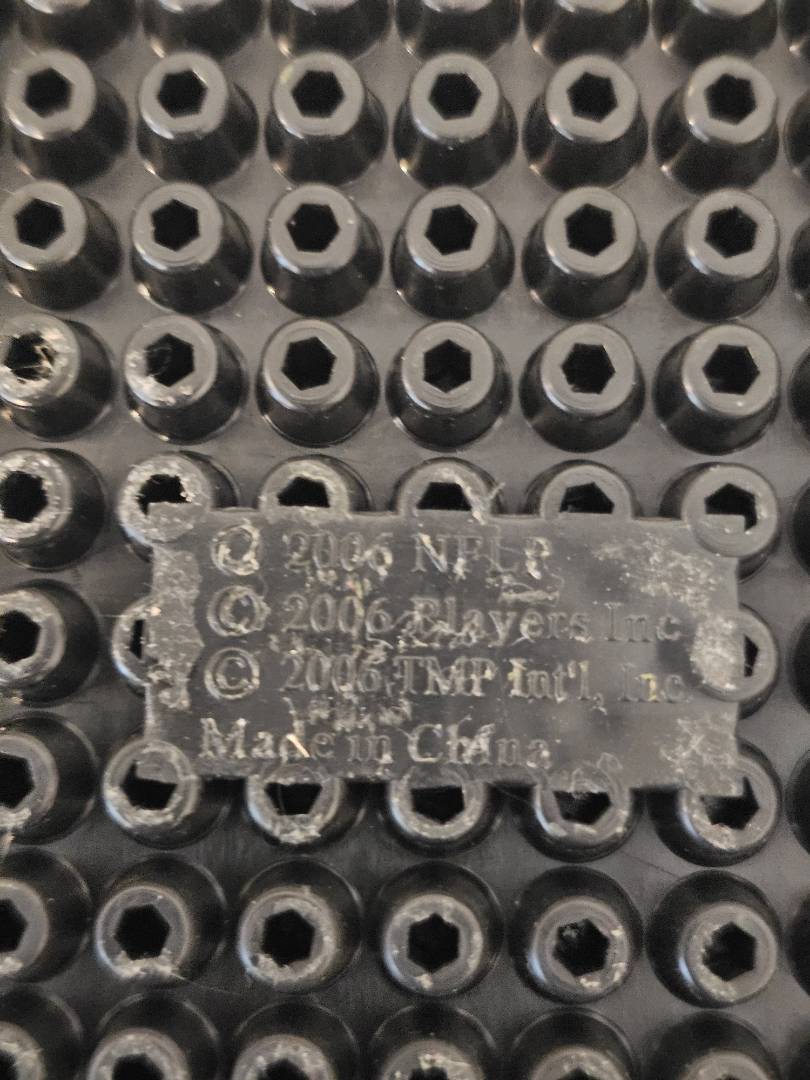 © 2006 NFLP
© 2006 Players Inc
© 2006 TMP Int'l, Inc
Made in China